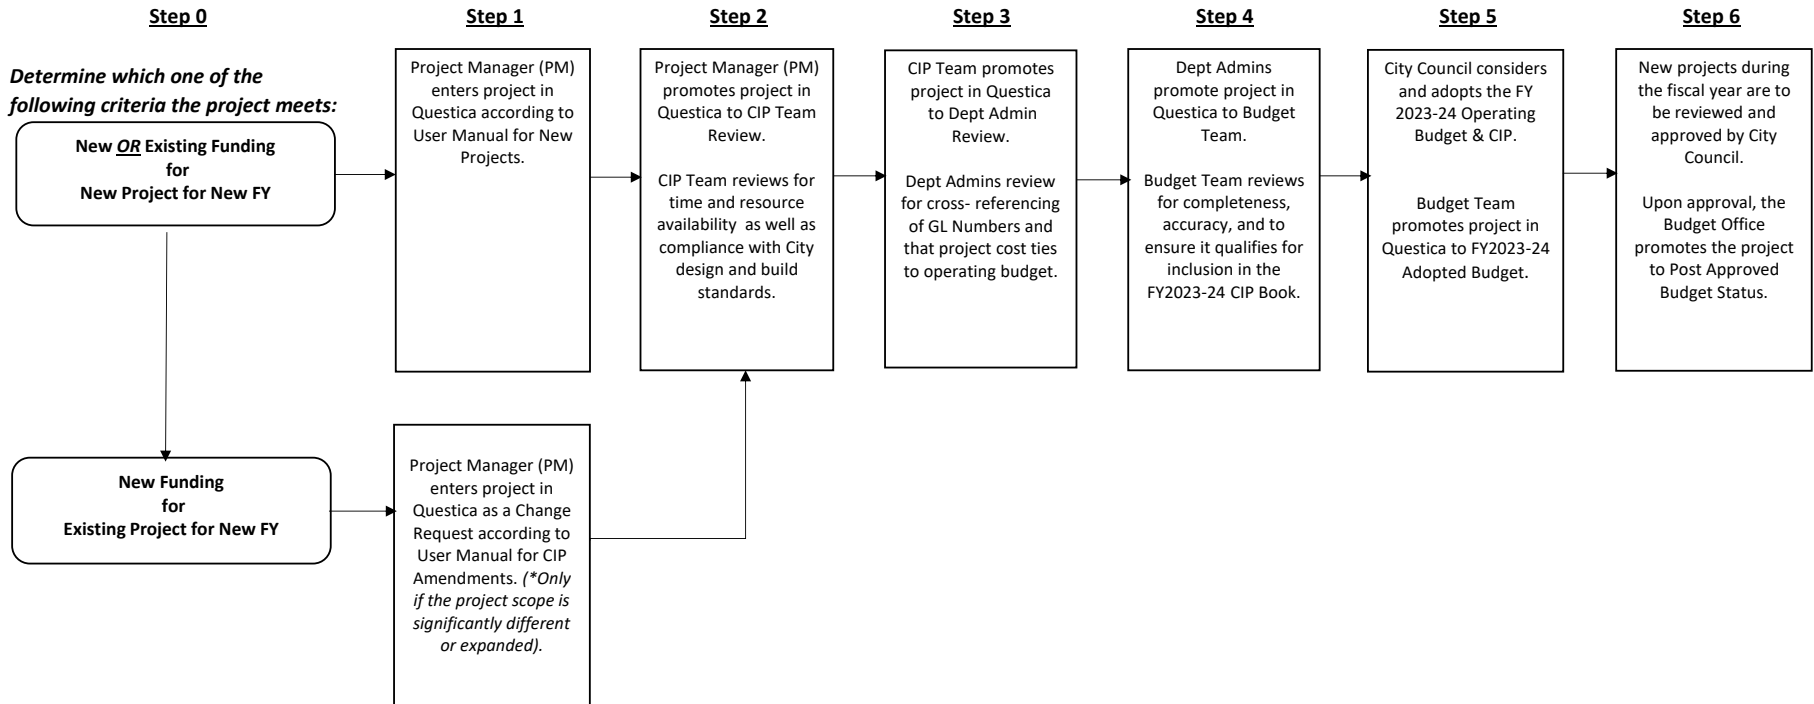 Step 0
Step 1
Step 2
Step 3
Step 4
Step 5
Step 6
Determine which one of the
following criteria the project meets:
New OR Existing Funding
for
New Project for New FY
Project Manager (PM)
enters project in
Questica according to
User Manual for New
Projects.
Project Manager (PM)
promotes project in
Questica to CIP Team
Review.
CIP Team reviews for
time and resource
availability as well as
compliance with City
design and build
standards.
CIP Team promotes
project in Questica
to Dept Admin
Review.
Dept Admins review
for cross- referencing
of GL Numbers and
that project cost ties
to operating budget.
Dept Admins
promote project in
Questica to Budget
Team.
Budget Team reviews
for completeness,
accuracy, and to
ensure it qualifies for
inclusion in the
FY2023-24 CIP Book.
City Council considers
and adopts the FY
2023-24 Operating
Budget & CIP.
Budget Team
promotes project in
Questica to FY2023-24
Adopted Budget.
New projects during
the fiscal year are to
be reviewed and
approved by City
Council.
Upon approval, the
Budget Office
promotes the project
to Post Approved
Budget Status.
New Funding
for
Existing Project for New FY
Project Manager (PM)
enters project in
Questica as a Change
Request according to
User Manual for CIP
Amendments. (*Only
if the project scope is
significantly different
or expanded).